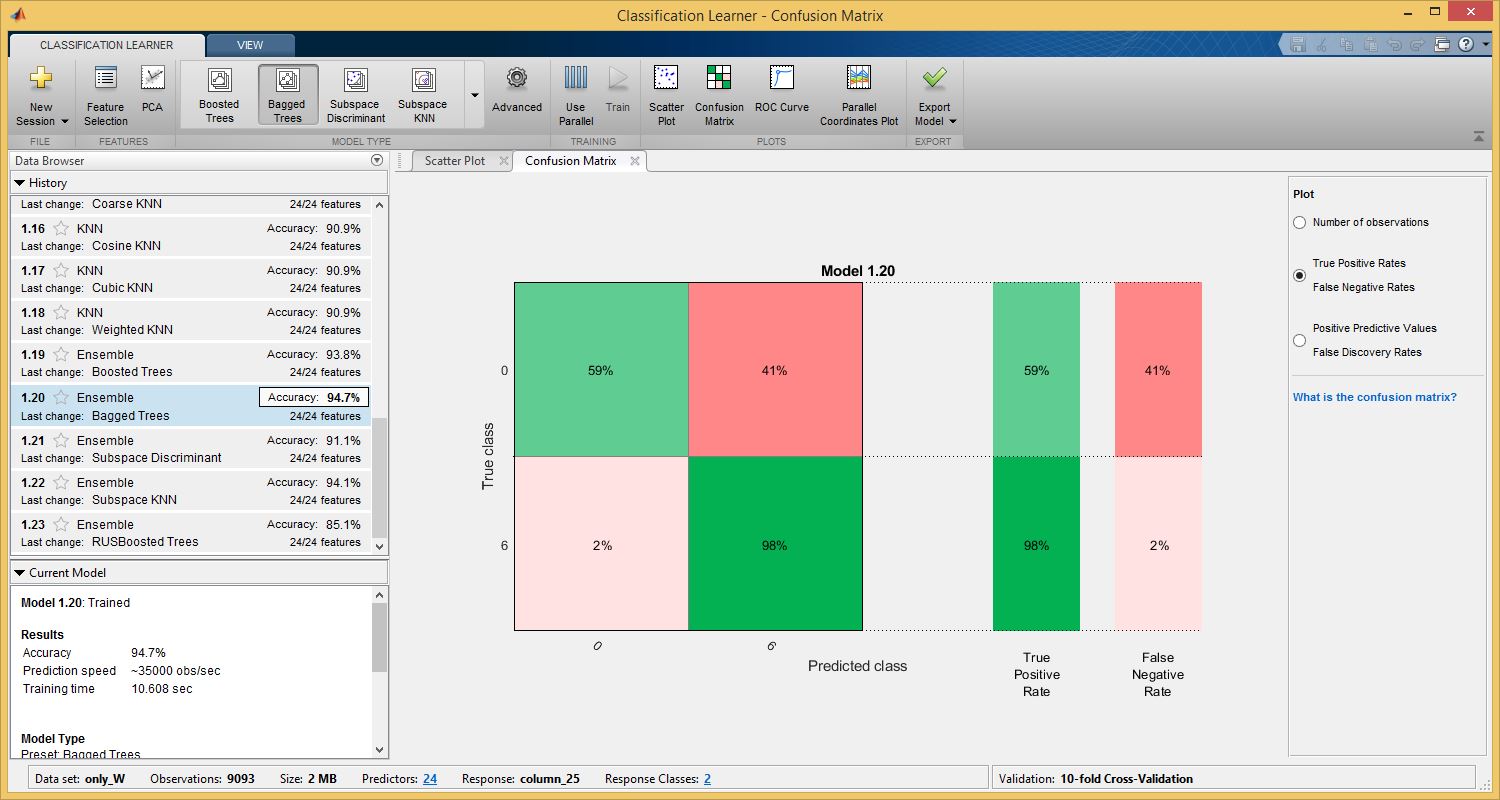 Classification Learner - Confusion Matrix
CLASSIFICATION LEARNER VIEW
New Session
Feature Selection
PCA
Boosted Trees
Bagged Trees
Subspace Discriminant
Subspace KNN
Advanced
Use Parallel
Train
Scatter Plot
Confusion Matrix
ROC Curve
Parallel Coordinates Plot
Export Model
FILE FEATURES MODEL TYPE TRAINING PLOTS EXPORT
Data Browser
Scatter Plot Confusion Matrix
History
Last change: Coarse KNN 24/24 features
1.16 KNN Accuracy: 90.9%
Last change: Cosine KNN 24/24 features
1.17 KNN Accuracy: 90.9%
Last change: Cubic KNN 24/24 features
1.18 KNN Accuracy: 90.9%
Last change: Weighted KNN 24/24 features
1.19 Ensemble Accuracy: 93.8%
Last change: Boosted Trees 24/24 features
1.20 Ensemble Accuracy: 94.7%
Last change: Bagged Trees 24/24 features
1.21 Ensemble Accuracy: 91.1%
Last change: Subspace Discriminant 24/24 features
1.22 Ensemble Accuracy: 94.1%
Last change: Subspace KNN 24/24 features
1.23 Ensemble Accuracy: 85.1%
Last change: RUSBoosted Trees 24/24 features
Current Model
Model 1.20: Trained
Results
Accuracy 94.7%
Prediction speed ~35000 obs/sec
Training time 10.608 sec
Model Type
Preset: Bagged Trees
Model 1.20
True class
0 59% 41% 59% 41%
6 2% 98% 98% 2%
0 6
Predicted class
True Positive Rate
False Negative Rate
Plot
Number of observations
True Positive Rates
False Negative Rates
Positive Predictive Values
False Discovery Rates
What is the confusion matrix?
Data set: only_W Observations: 9093 Size: 2 MB Predictors: 24 Response: column_25 Response Classes: 2 Validation: 10-fold Cross-Validation